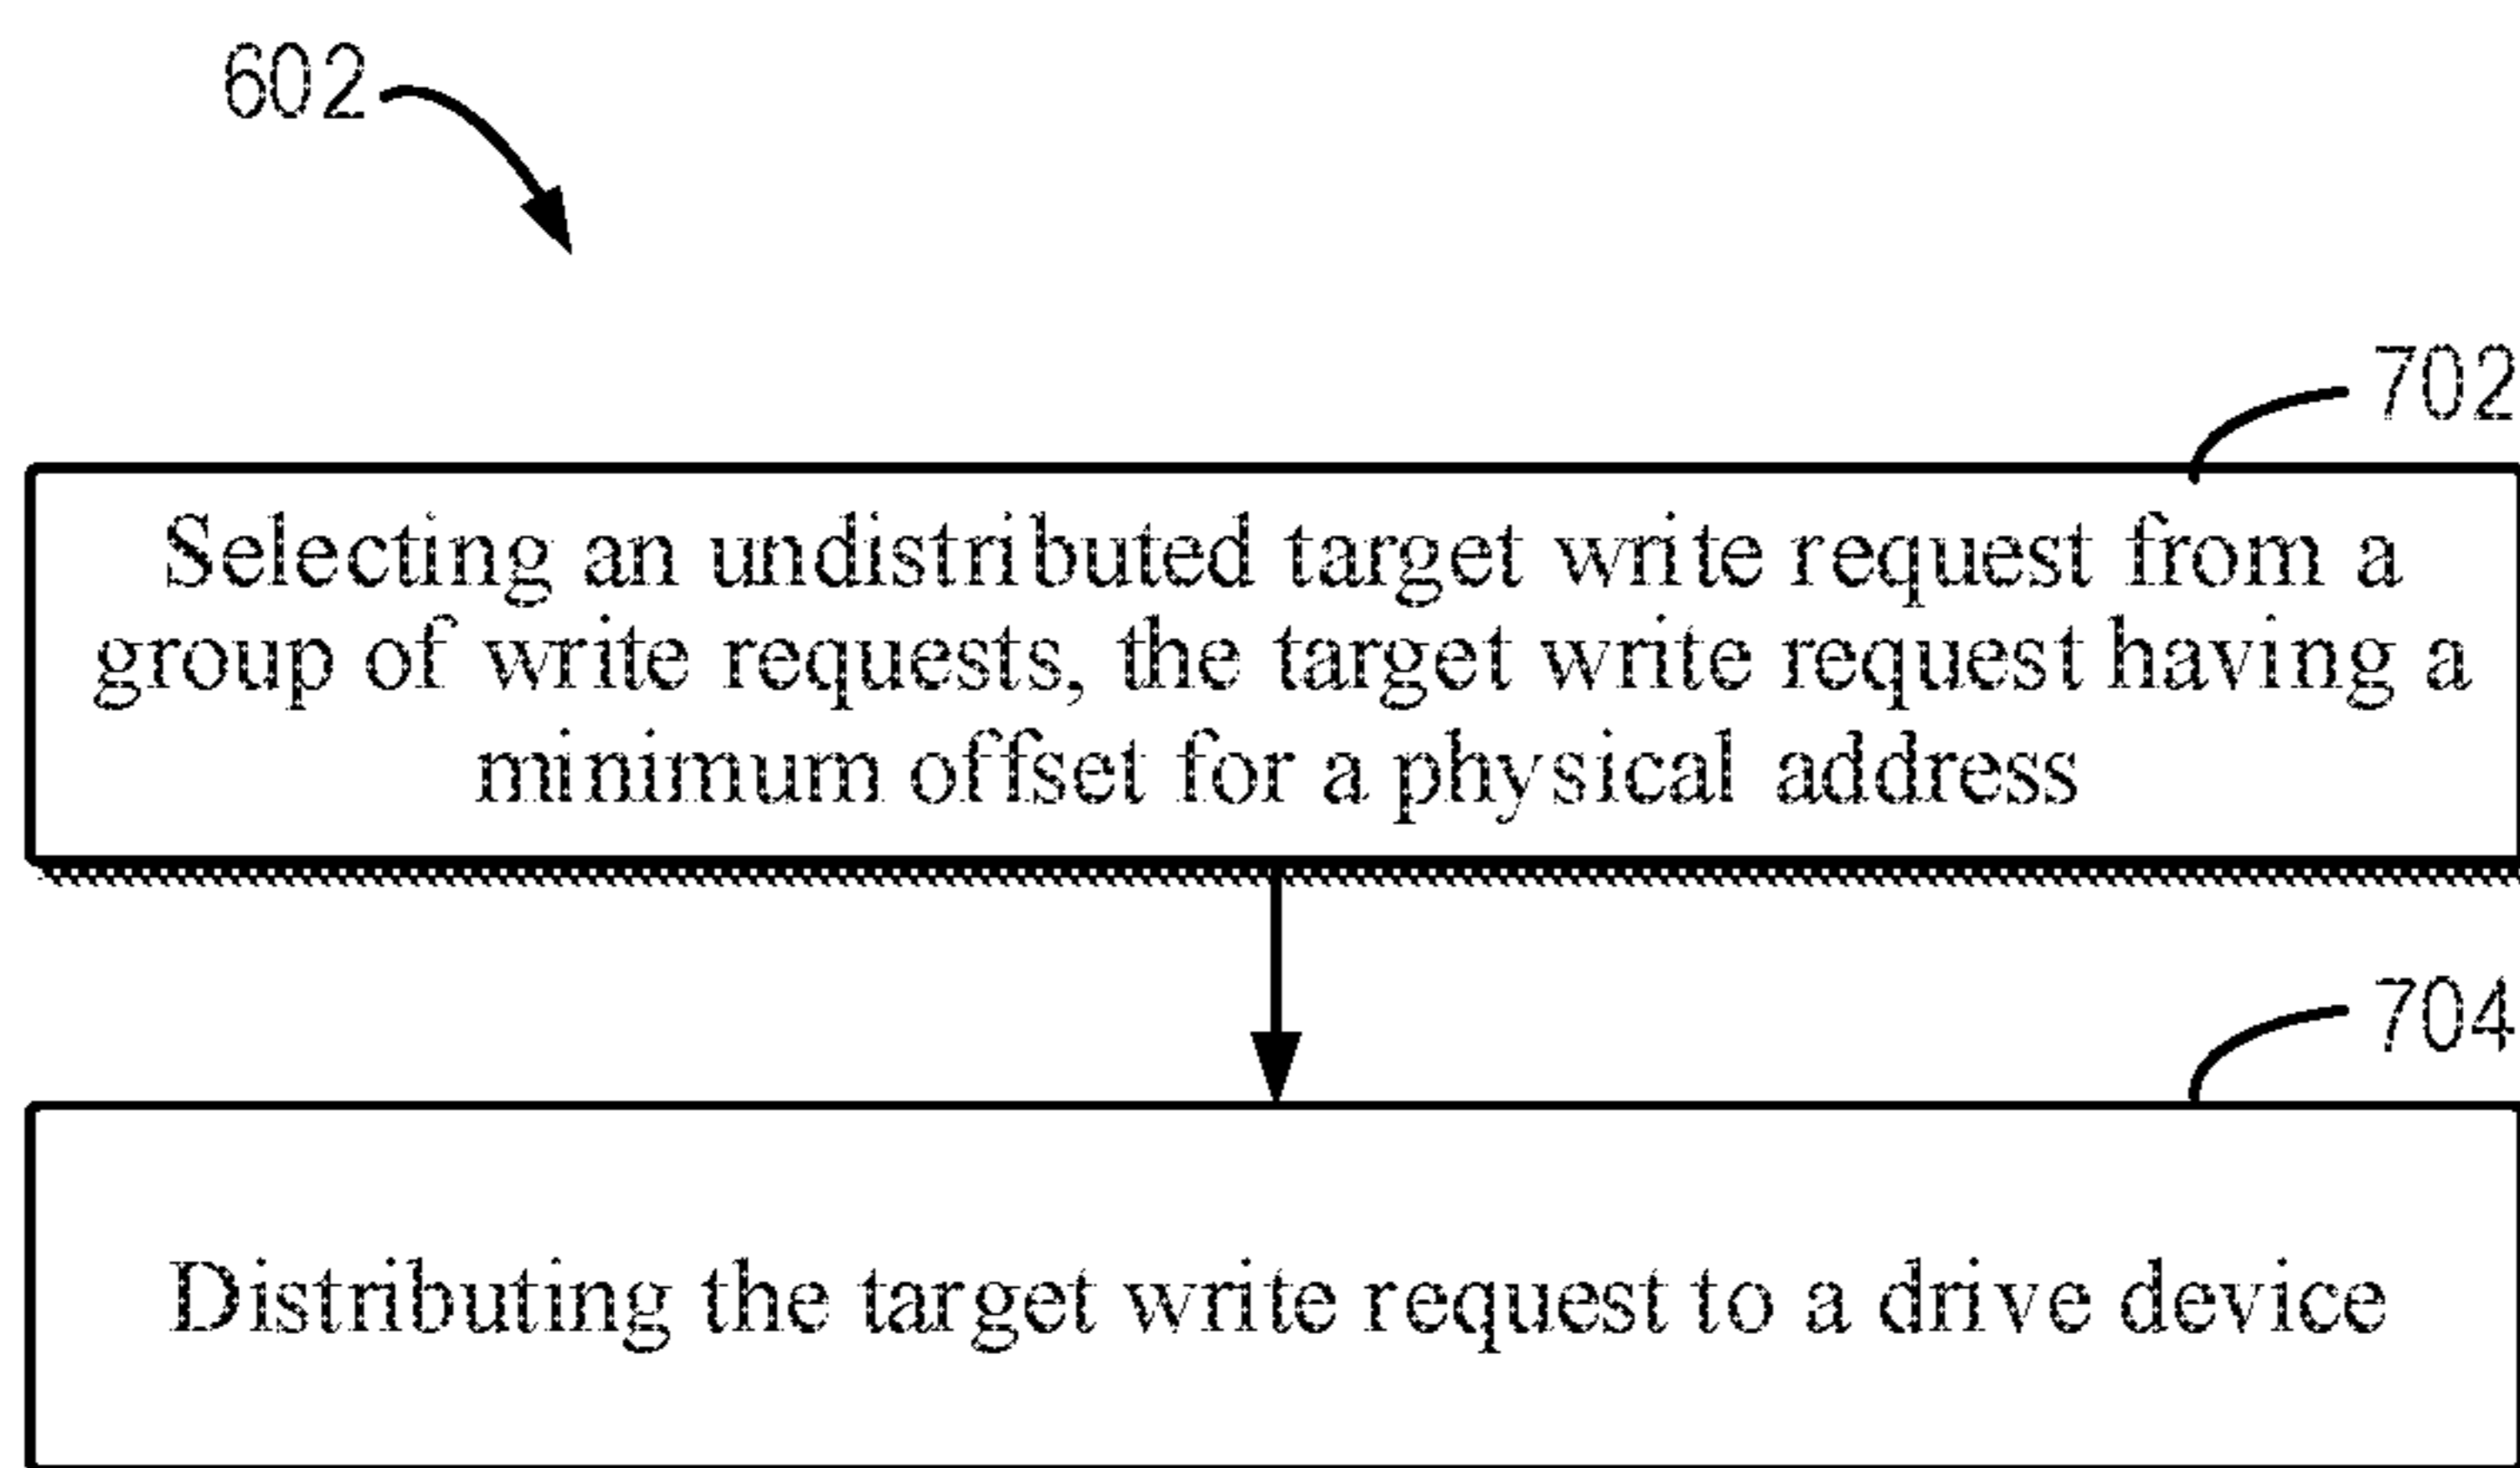 602
702
Selecting an undistributed target write request from a
group of write requests, the target write request having a
minimum offset for a physical address
704
Distributing the target write request to a drive device